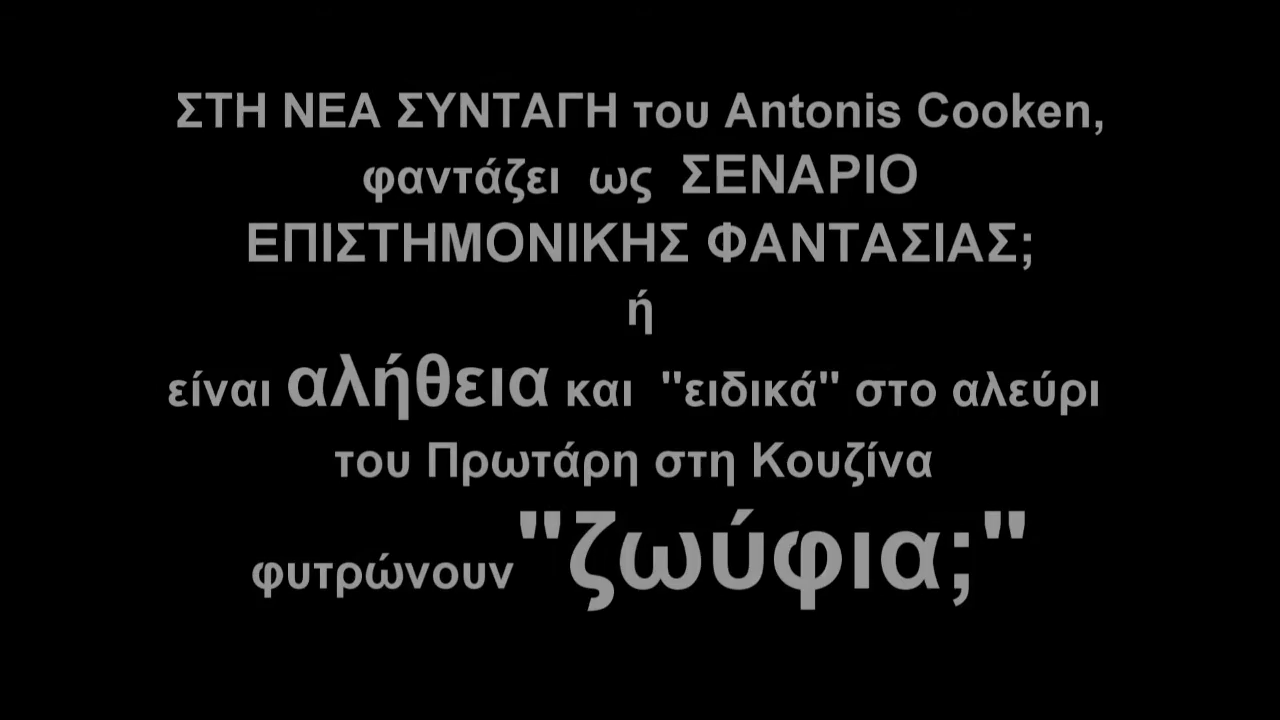 ΣΤΗ ΝΕΑ ΣΥΝΤΑΓΗ του Antonis Cooken,
φαντάζει ως ΣΕΝΑΡΙΟ
ΕΠΙΣΤΗΜΟΝΙΚΗΣ ΦΑΝΤΑΣΙΑΣ;
ή
είναι αλήθεια και "ειδικά" στο αλεύρι
του Πρωτάρη στη Κουζίνα
φυτρώνουν "ζωύφια;"